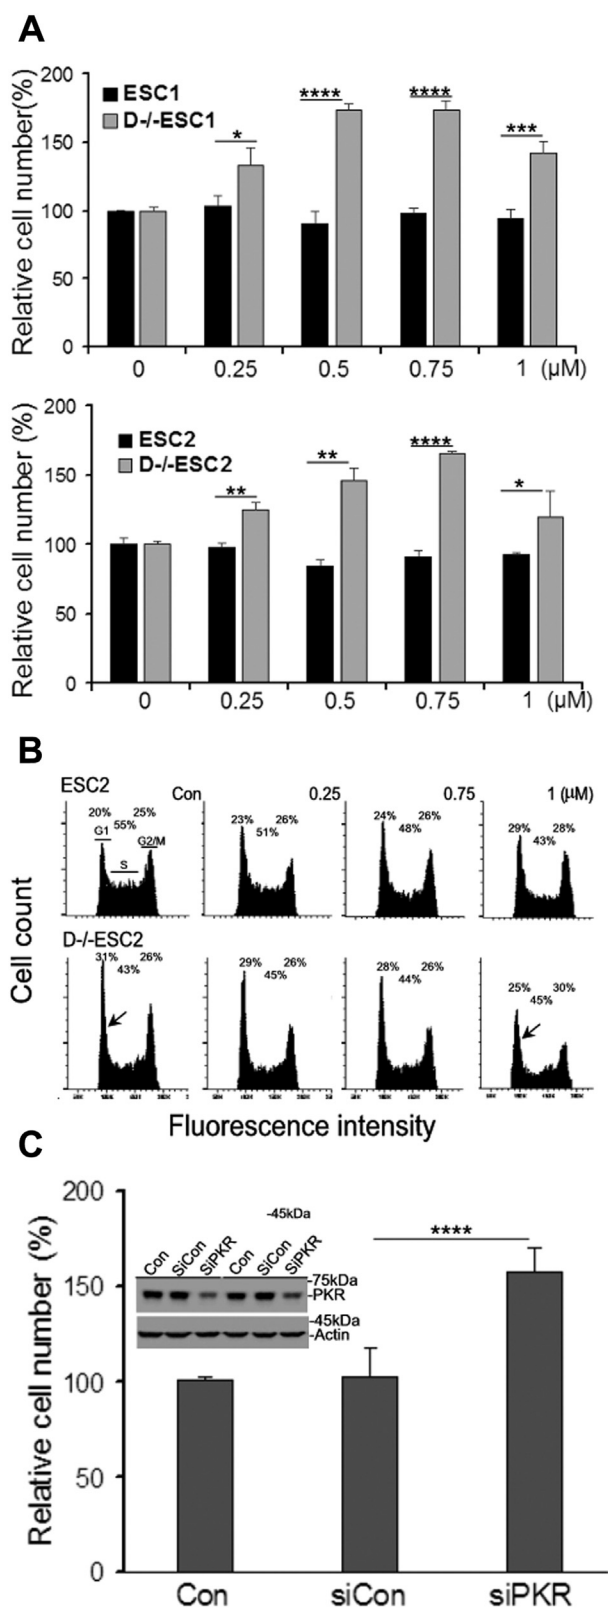 A
Relative cell number(%)
200
150
100
50
0
ESC1
D-/-ESC1
*
****
****
***
0 0.25 0.5 0.75 1 (µM)
Relative cell number (%)
200
150
100
50
0
ESC2
D-/-ESC2
**
**
****
*
0 0.25 0.5 0.75 1 (µM)
B
ESC2 Con 0.25 0.75 1 (µM)
20% 25% 23% 26% 24% 26% 29% 28%
55% 51% 48% 43%
G1 G2/M
S
Cell count
D-/-ESC2
31% 26% 29% 26% 28% 26% 25% 30%
43% 45% 44% 45%
Fluorescence intensity
C
Relative cell number (%)
200
150
100
50
0
-45kDa
****
Con SiCon SiPKR Con SiCon SiPKR
-75kDa
-PKR
-45kDa
-Actin
Con siCon siPKR